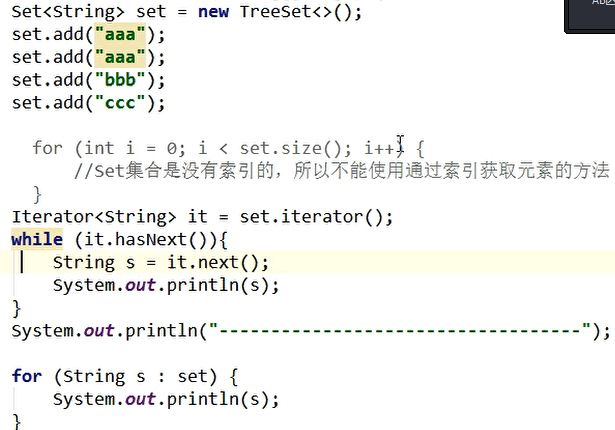 Set<String> set = new TreeSet<>();
set.add("aaa");
set.add("aaa");
set.add("bbb");
set.add("ccc");
for (int i = 0; i < set.size(); i++) {
//Set集合是没有索引的，所以不能使用通过索引获取元素的方法
}
Iterator<String> it = set.iterator();
while (it.hasNext()){
String s = it.next();
System.out.println(s);
}
System.out.println("-----------------------------------");
for (String s : set) {
System.out.println(s);
}